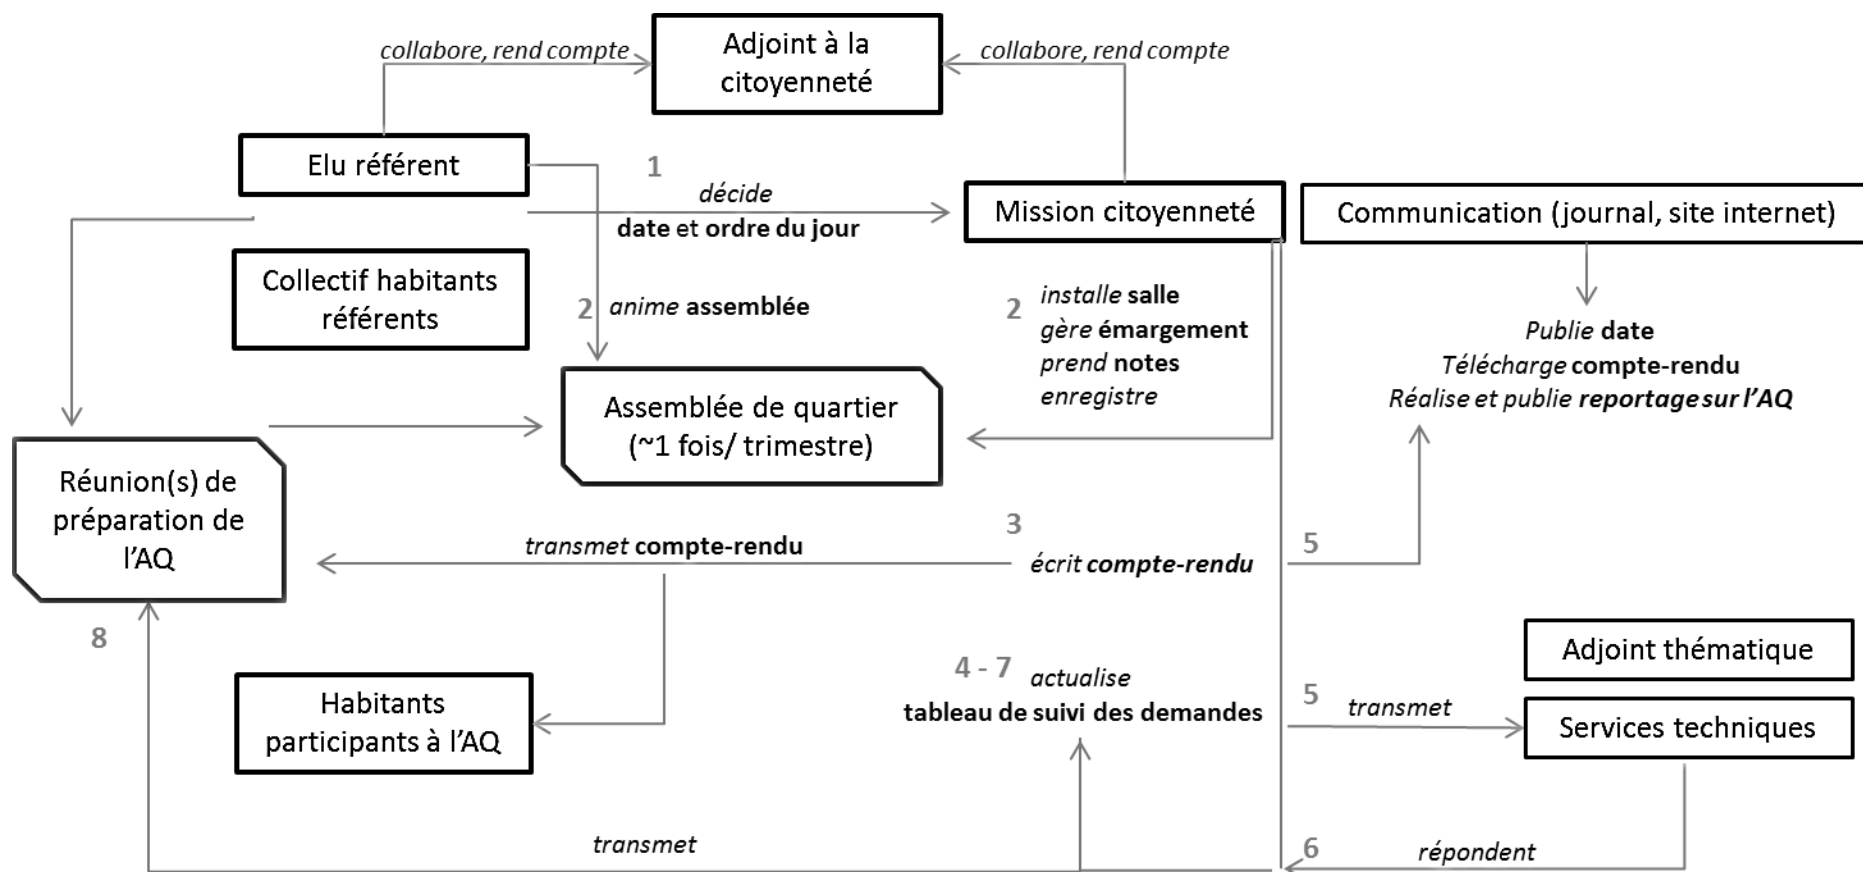 collabore, rend compte
Adjoint à la
citoyenneté
collabore, rend compte
Elu référent
1
décide
date et ordre du jour
Mission citoyenneté
Communication (journal, site internet)
Collectif habitants
référents
2 anime assemblée
2
installe salle
gère émargement
prend notes
enregistre
Publie date
Télécharge compte-rendu
Réalise et publie reportage sur l'AQ
Assemblée de quartier
(~1 fois/ trimestre)
Réunion(s) de
préparation de
l'AQ
transmet compte-rendu
3
écrit compte-rendu
5
8
Habitants
participants à l'AQ
4 - 7 actualise
tableau de suivi des demandes
5 transmet
Adjoint thématique
Services techniques
transmet
6
répondent